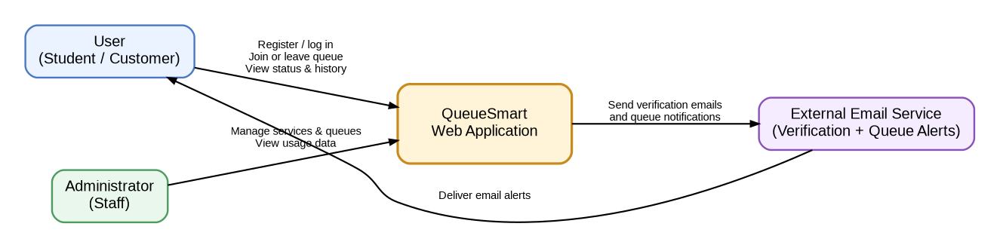 User
(Student / Customer)
Register / log in
Join or leave queue
View status & history
QueueSmart
Web Application
Send verification emails
and queue notifications
External Email Service
(Verification + Queue Alerts)
Manage services & queues
View usage data
Administrator
(Staff)
Deliver email alerts